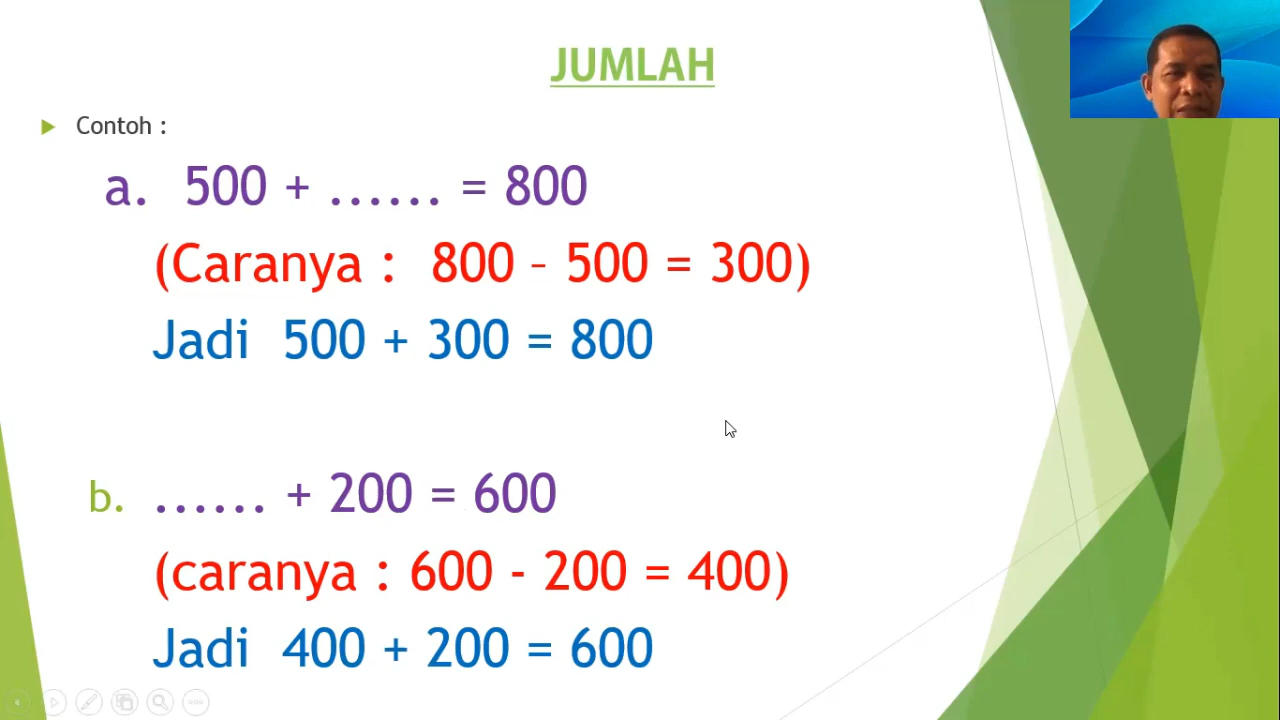 JUMLAH
Contoh :
a. 500 + ...... = 800
(Caranya : 800 – 500 = 300)
Jadi 500 + 300 = 800
b. ...... + 200 = 600
(caranya : 600 - 200 = 400)
Jadi 400 + 200 = 600